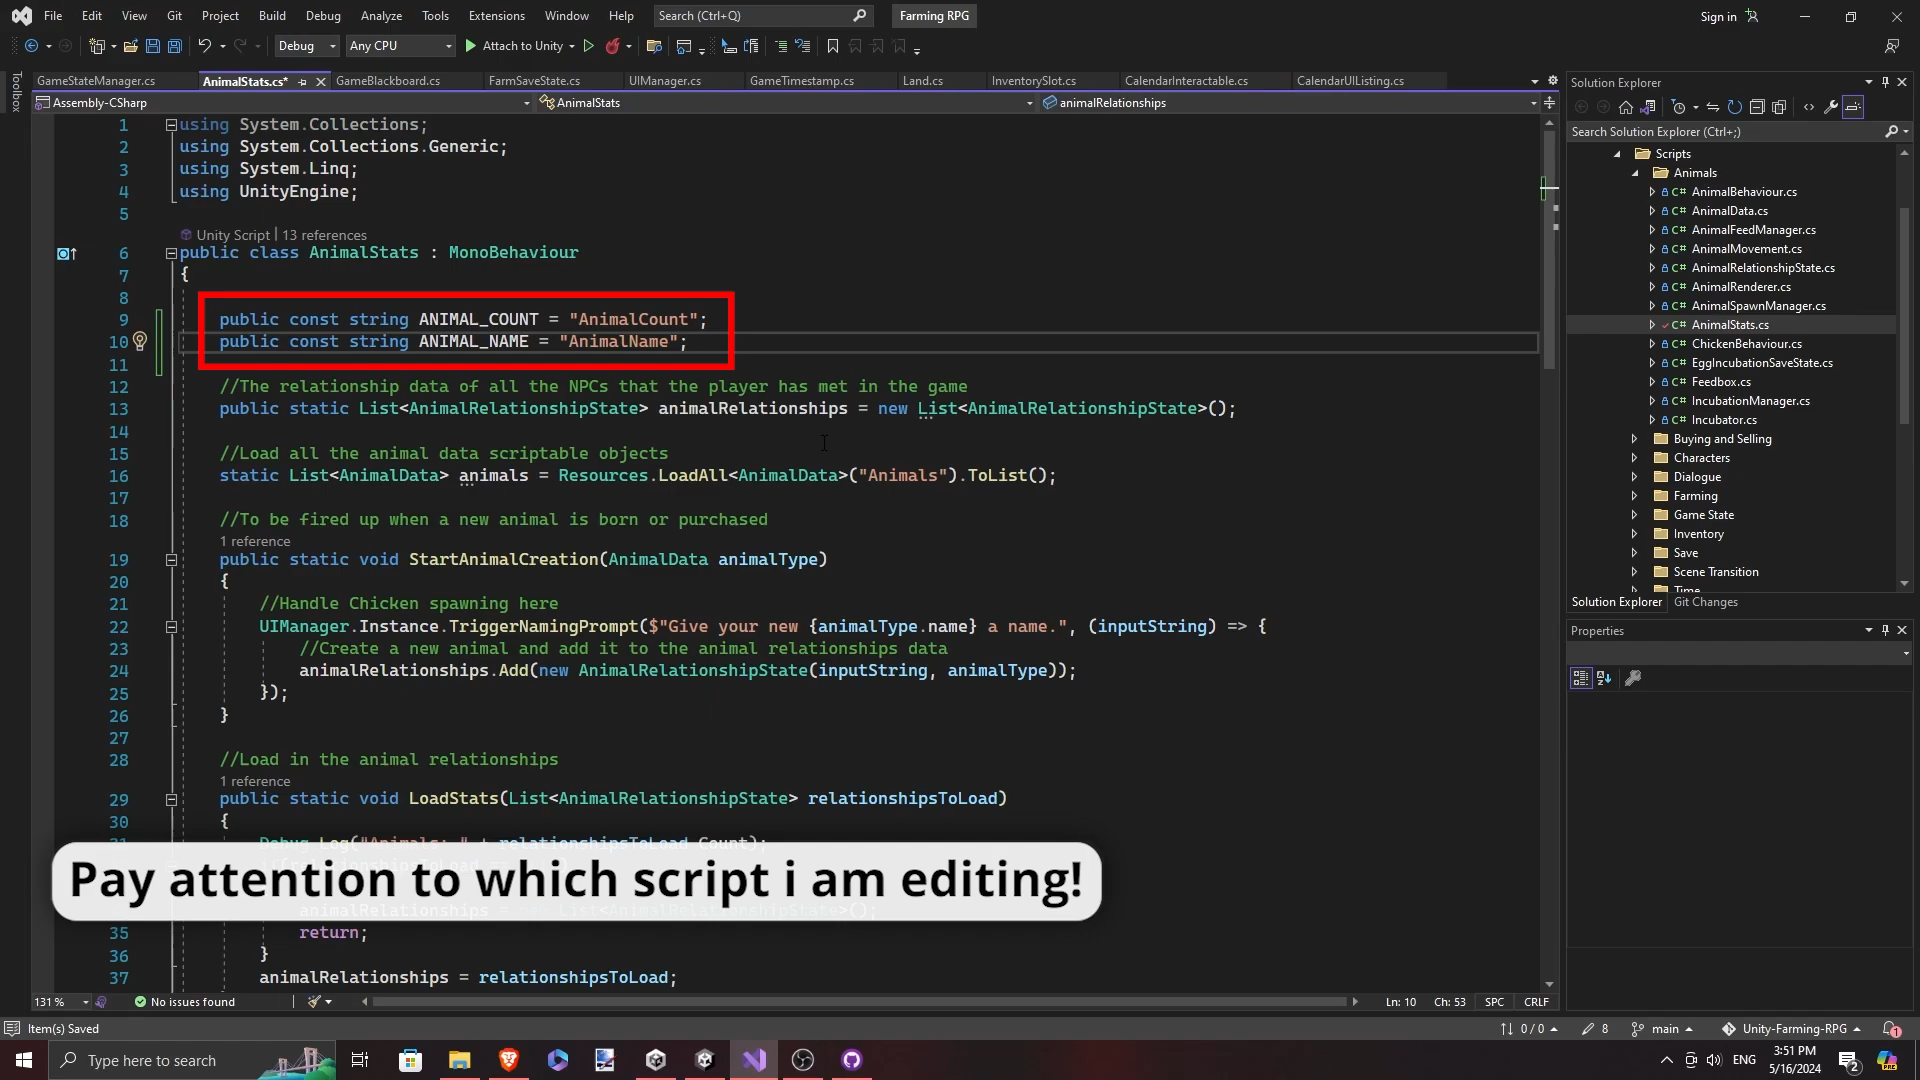 File Edit View Git Project Build Debug Analyze Tools Extensions Window Help Search (Ctrl+Q) Farming RPG Sign in
Debug Any CPU Attach to Unity
Toolbox
GameStateManager.cs AnimalStats.cs* GameBlackboard.cs FarmSaveState.cs UIManager.cs GameTimestamp.cs Land.cs InventorySlot.cs CalendarInteractable.cs CalendarUIListing.cs
Assembly-CSharp AnimalStats animalRelationships
1 using System.Collections;
2 using System.Collections.Generic;
3 using System.Linq;
4 using UnityEngine;
5
Unity Script | 13 references
6 public class AnimalStats : MonoBehaviour
7 {
8
9 public const string ANIMAL_COUNT = "AnimalCount";
10 public const string ANIMAL_NAME = "AnimalName";
11
12 //The relationship data of all the NPCs that the player has met in the game
13 public static List<AnimalRelationshipState> animalRelationships = new List<AnimalRelationshipState>();
14
15 //Load all the animal data scriptable objects
16 static List<AnimalData> animals = Resources.LoadAll<AnimalData>("Animals").ToList();
17
18 //To be fired up when a new animal is born or purchased
1 reference
19 public static void StartAnimalCreation(AnimalData animalType)
20 {
21 //Handle Chicken spawning here
22 UIManager.Instance.TriggerNamingPrompt($"Give your new {animalType.name} a name.", (inputString) => {
23 //Create a new animal and add it to the animal relationships data
24 animalRelationships.Add(new AnimalRelationshipState(inputString, animalType));
25 });
26 }
27
28 //Load in the animal relationships
1 reference
29 public static void LoadStats(List<AnimalRelationshipState> relationshipsToLoad)
30 {
Pay attention to which script i am editing!
35 return;
36 }
37 animalRelationships = relationshipsToLoad;
131 % No issues found Ln: 10 Ch: 53 SPC CRLF
Solution Explorer
Search Solution Explorer (Ctrl+;)
Scripts
Animals
C# AnimalBehaviour.cs
C# AnimalData.cs
C# AnimalFeedManager.cs
C# AnimalMovement.cs
C# AnimalRelationshipState.cs
C# AnimalRenderer.cs
C# AnimalSpawnManager.cs
C# AnimalStats.cs
C# ChickenBehaviour.cs
C# EggIncubationSaveState.cs
C# Feedbox.cs
C# IncubationManager.cs
C# Incubator.cs
Buying and Selling
Characters
Dialogue
Farming
Game State
Inventory
Save
Scene Transition
Time
Solution Explorer Git Changes
Properties
Item(s) Saved 0 / 0 8 main Unity-Farming-RPG 1
Type here to search ENG 3:51 PM
5/16/2024 2